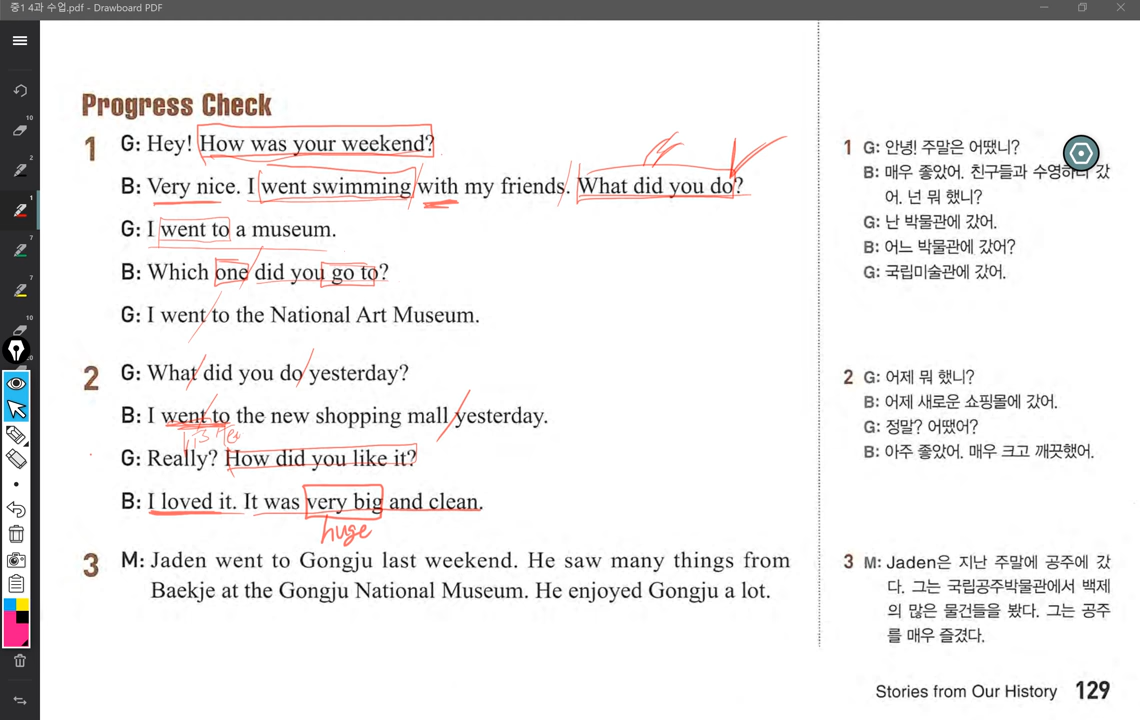 중1 4과 수업.pdf - Drawboard PDF
Progress Check
1 G: Hey! How was your weekend?
B: Very nice. I went swimming with my friends. What did you do?
G: I went to a museum.
B: Which one did you go to?
G: I went to the National Art Museum.
2 G: What did you do yesterday?
B: I went to the new shopping mall yesterday.
G: Really? How did you like it?
B: I loved it. It was very big and clean.
huge
3 M: Jaden went to Gongju last weekend. He saw many things from
Baekje at the Gongju National Museum. He enjoyed Gongju a lot.
1 G: 안녕! 주말은 어땠니?
B: 매우 좋았어. 친구들과 수영하러 갔
어. 넌 뭐 했니?
G: 난 박물관에 갔어.
B: 어느 박물관에 갔어?
G: 국립미술관에 갔어.
2 G: 어제 뭐 했니?
B: 어제 새로운 쇼핑몰에 갔어.
G: 정말? 어땠어?
B: 아주 좋았어. 매우 크고 깨끗했어.
3 M: Jaden은 지난 주말에 공주에 갔
다. 그는 국립공주박물관에서 백제
의 많은 물건들을 봤다. 그는 공주
를 매우 즐겼다.
Stories from Our History 129
10
2
1
7
7
10